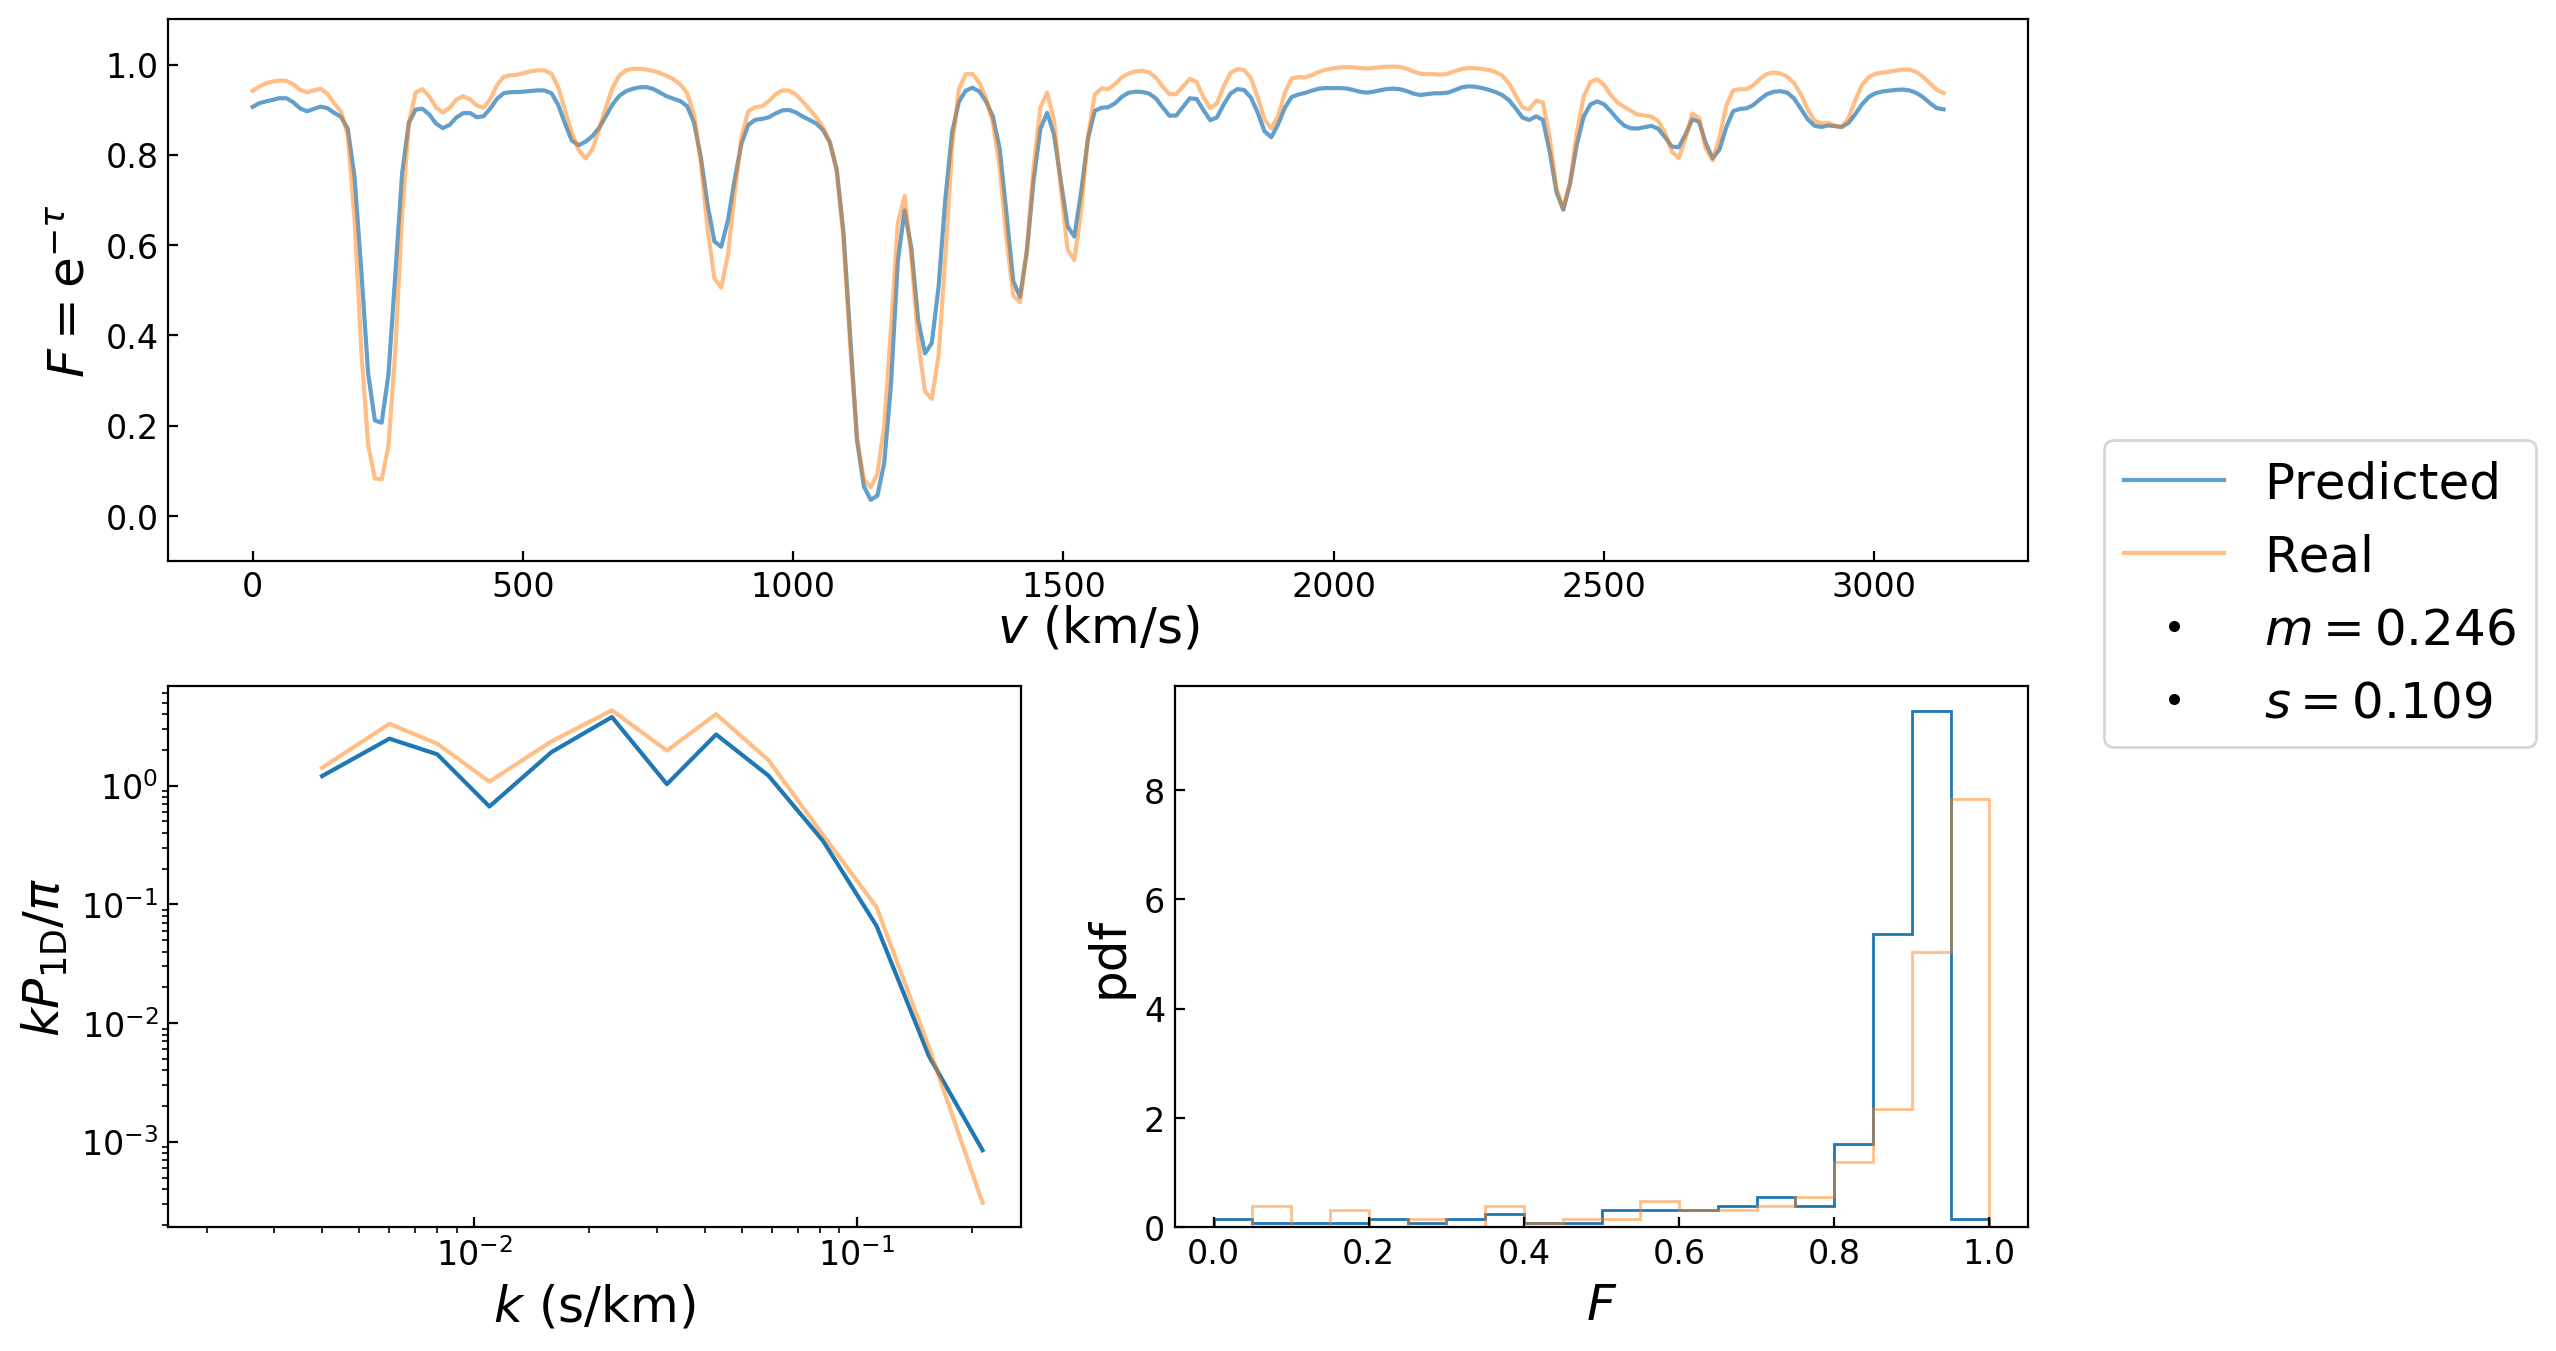 F = e^{-τ}
1.0
0.8
0.6
0.4
0.2
0.0
0 500 1000 1500 2000 2500 3000
v (km/s)
Predicted
Real
m = 0.246
s = 0.109
kP_{1D}/π
10^0
10^{-1}
10^{-2}
10^{-3}
10^{-2} 10^{-1}
k (s/km)
pdf
8
6
4
2
0
0.0 0.2 0.4 0.6 0.8 1.0
F